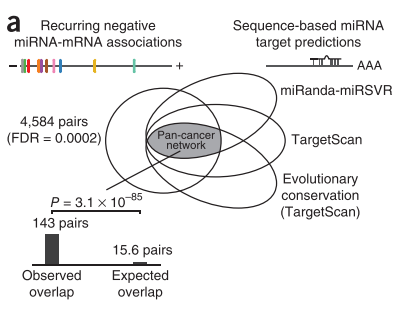 a
Recurring negative
miRNA-mRNA associations
– +
Sequence-based miRNA
target predictions
AAA
miRanda-miRSVR
4,584 pairs
(FDR = 0.0002)
Pan-cancer
network
TargetScan
Evolutionary
conservation
(TargetScan)
P = 3.1 × 10⁻⁸⁵
143 pairs
15.6 pairs
Observed
overlap
Expected
overlap